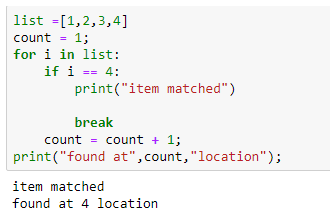 list =[1,2,3,4]
count = 1;
for i in list:
    if i == 4:
        print("item matched")

        break
    count = count + 1;
print("found at",count,"location");
item matched
found at 4 location